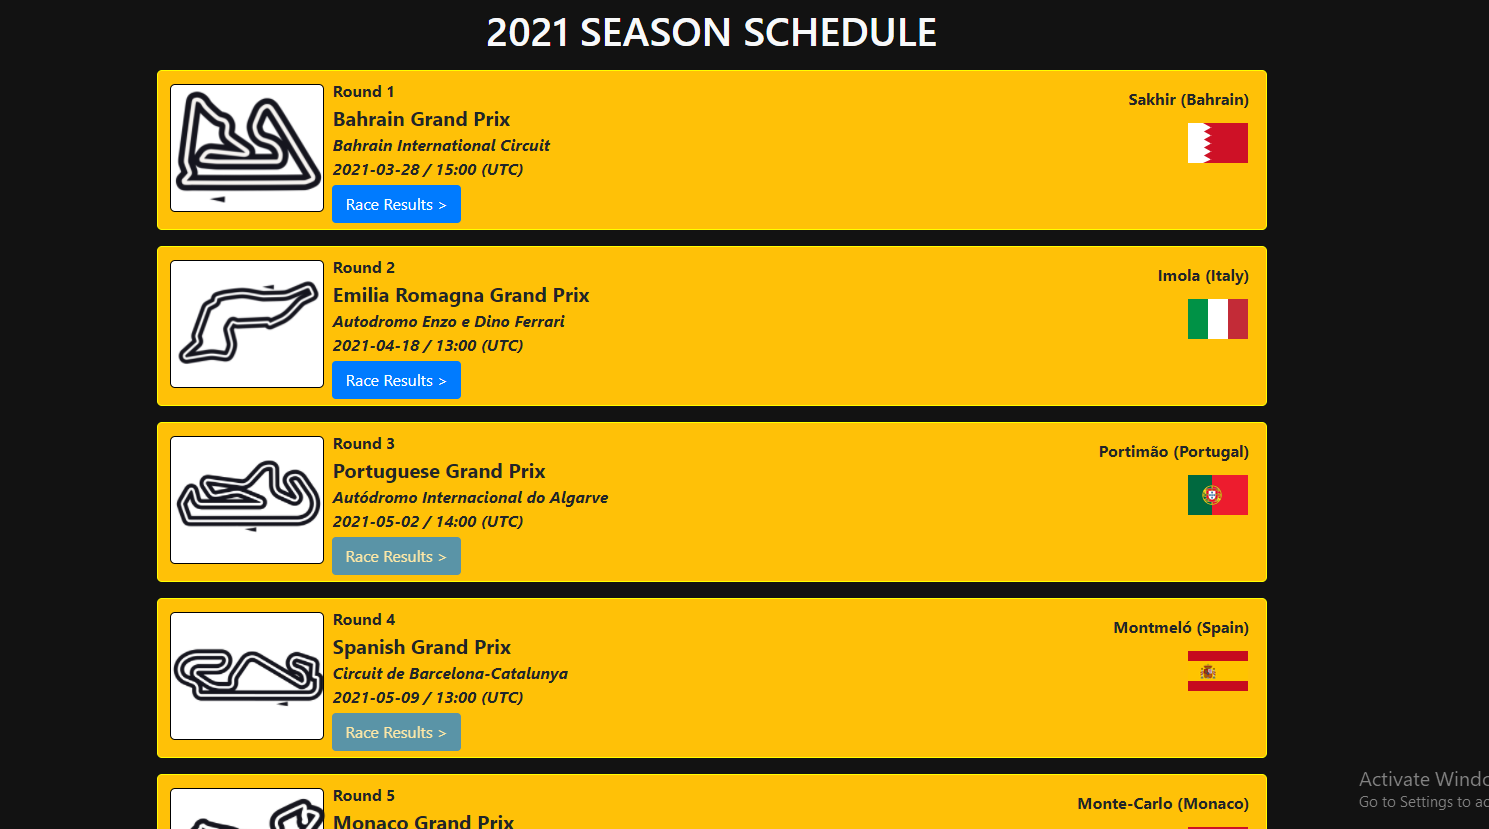 2021 SEASON SCHEDULE
Round 1
Bahrain Grand Prix
Bahrain International Circuit
2021-03-28 / 15:00 (UTC)
Race Results >
Sakhir (Bahrain)
Round 2
Emilia Romagna Grand Prix
Autodromo Enzo e Dino Ferrari
2021-04-18 / 13:00 (UTC)
Race Results >
Imola (Italy)
Round 3
Portuguese Grand Prix
Autódromo Internacional do Algarve
2021-05-02 / 14:00 (UTC)
Race Results >
Portimão (Portugal)
Round 4
Spanish Grand Prix
Circuit de Barcelona-Catalunya
2021-05-09 / 13:00 (UTC)
Race Results >
Montmeló (Spain)
Round 5
Monaco Grand Prix
Monte-Carlo (Monaco)
Activate Windo
Go to Settings to ac